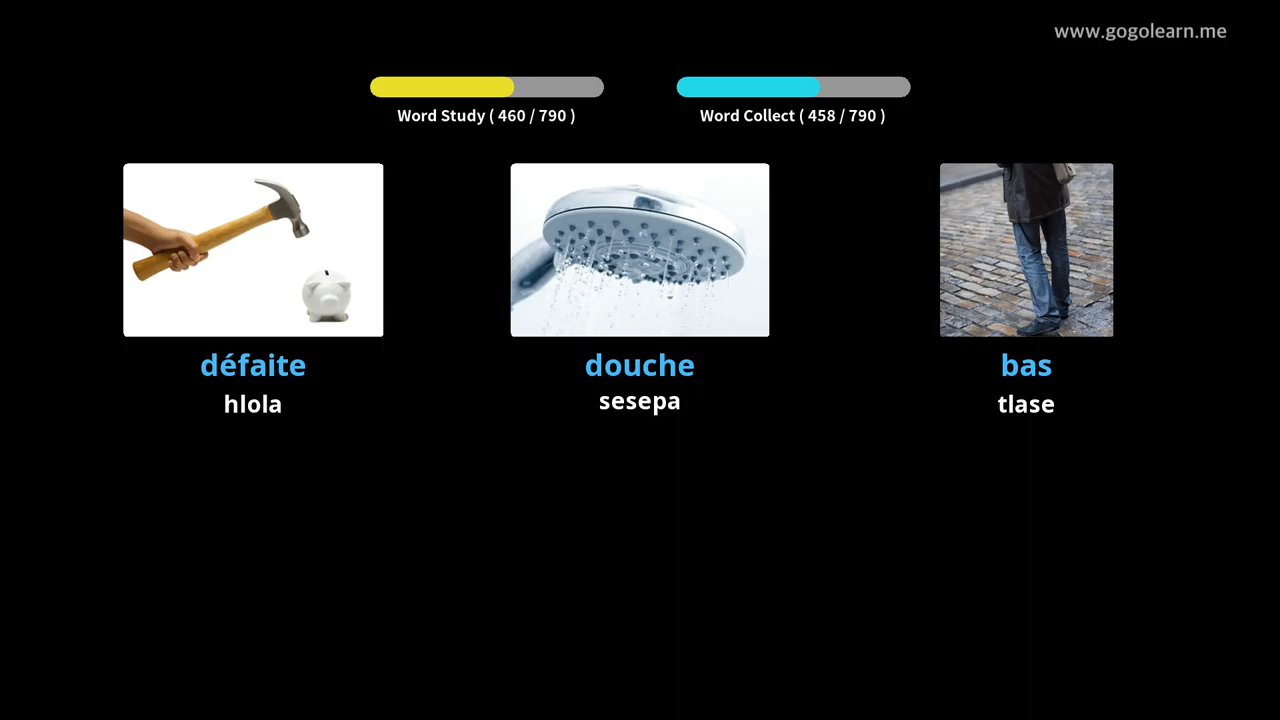 www.gogolearn.me
Word Study ( 460 / 790 )
Word Collect ( 458 / 790 )
défaite
hlola
douche
sesepa
bas
tlase